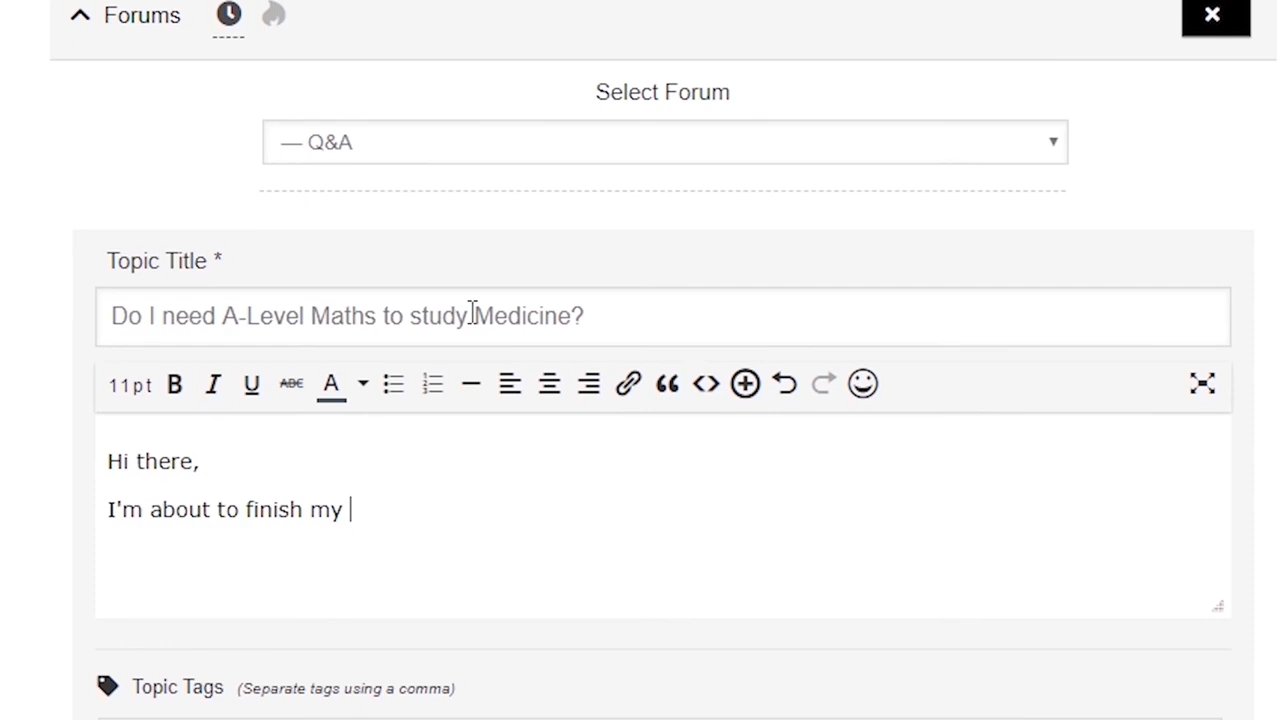 Forums
Select Forum
— Q&A
Topic Title *
Do I need A-Level Maths to study Medicine?
11pt B I U ABC A
Hi there,
I'm about to finish my
Topic Tags (Separate tags using a comma)